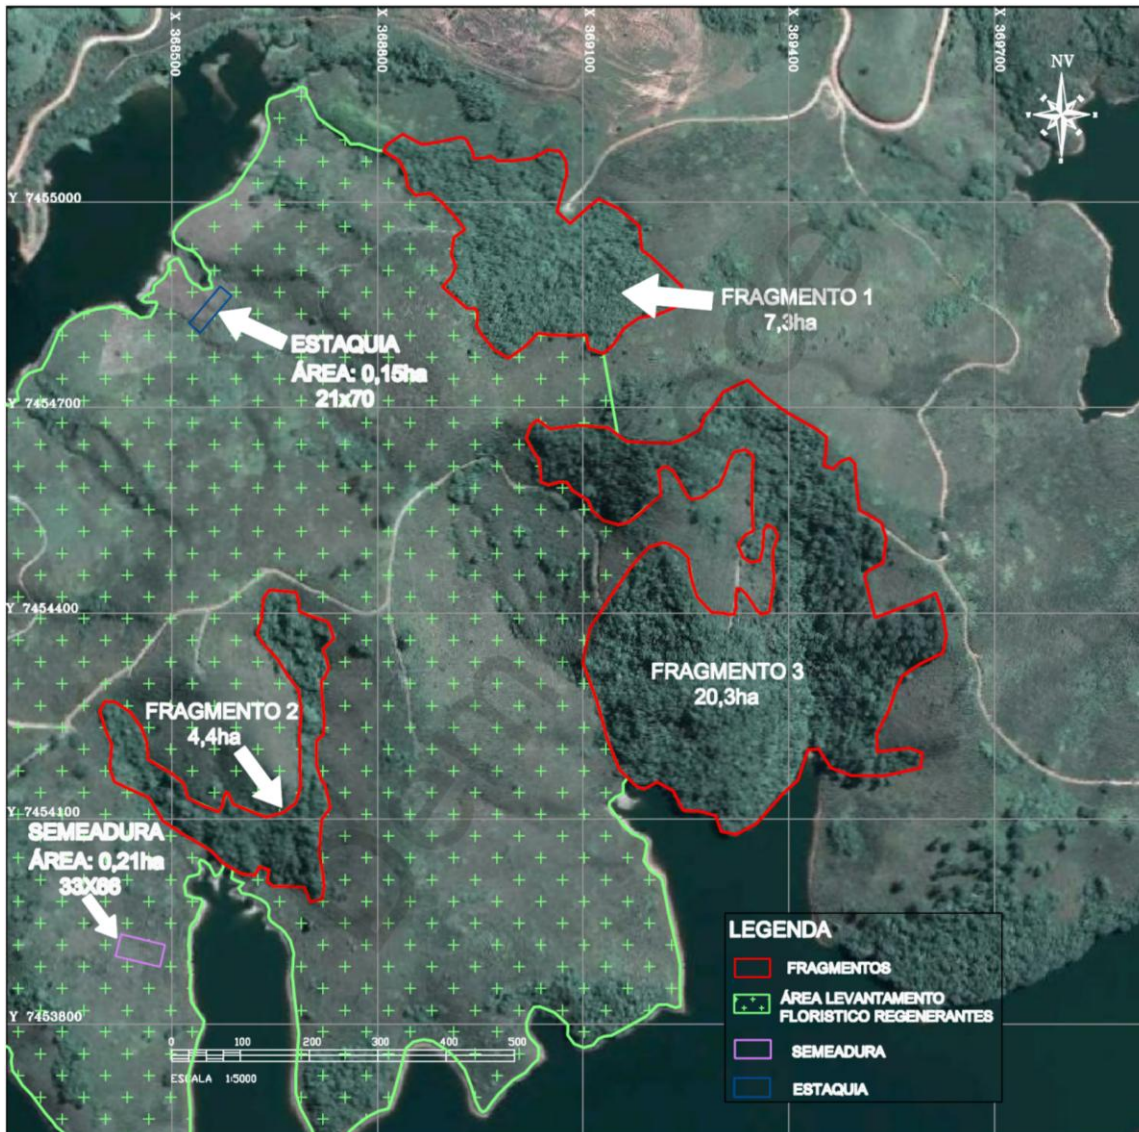 X 368500
X 368800
X 369100
X 369400
X 369700
NV
Y 7455000
FRAGMENTO 1
7,3ha
ESTAQUIA
ÁREA: 0,15ha
21x70
Y 7454700
Y 7454400
FRAGMENTO 3
20,3ha
FRAGMENTO 2
4,4ha
Y 7454100
SEMEADURA
ÁREA: 0,21ha
33X66
LEGENDA
FRAGMENTOS
ÁREA LEVANTAMENTO
FLORISTICO REGENERANTES
SEMEADURA
ESTAQUIA
Y 7453800
0 100 200 300 400 500
ESCALA 1:5000